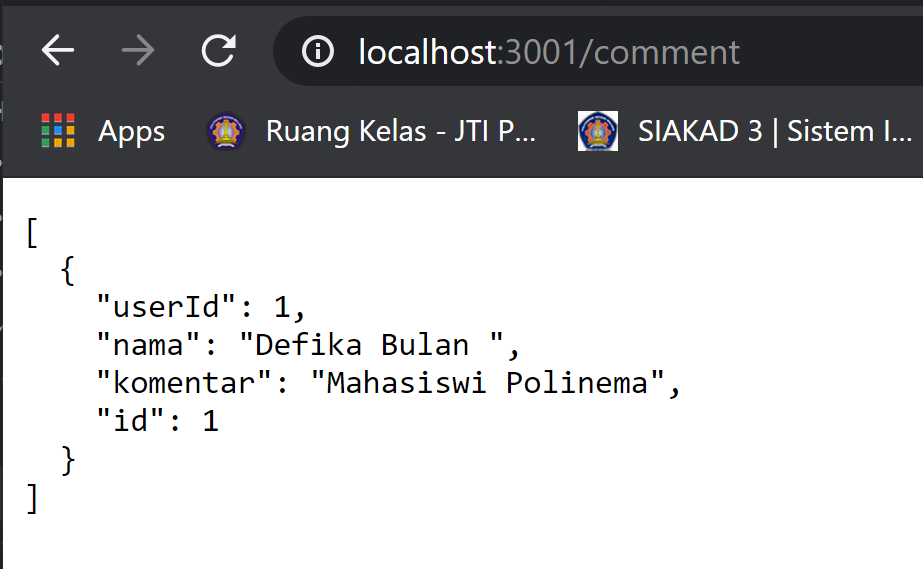 localhost:3001/comment
Apps Ruang Kelas - JTI P... SIAKAD 3 | Sistem I...
[
  {
    "userId": 1,
    "nama": "Defika Bulan ",
    "komentar": "Mahasiswi Polinema",
    "id": 1
  }
]